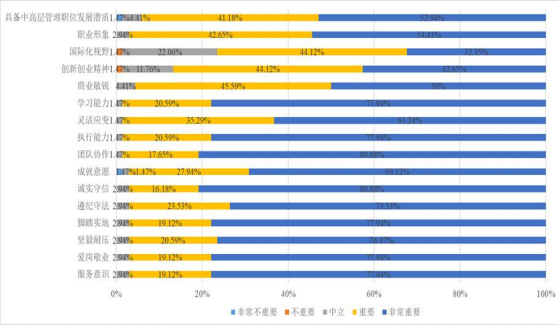 具备中高层管理职位发展潜质 1.47% 4.41% 41.18% 52.94%
职业形象 2.94% 42.65% 54.41%
国际化视野 1.47% 22.06% 44.12% 32.35%
创新创业精神 1.47% 11.76% 44.12% 42.65%
商业敏锐 4.41% 45.59% 50%
学习能力 1.47% 20.59% 77.94%
灵活应变 1.47% 35.29% 63.24%
执行能力 1.47% 20.59% 77.94%
团队协作 1.47% 17.65% 80.88%
成就意愿 1.47% 1.47% 27.94% 69.12%
诚实守信 2.94% 16.18% 80.88%
遵纪守法 2.94% 23.53% 73.53%
脚踏实地 2.94% 19.12% 77.94%
坚毅耐压 2.94% 20.59% 76.47%
爱岗敬业 2.94% 19.12% 77.94%
服务意识 2.94% 19.12% 77.94%
0% 20% 40% 60% 80% 100%
非常不重要 不重要 中立 重要 非常重要